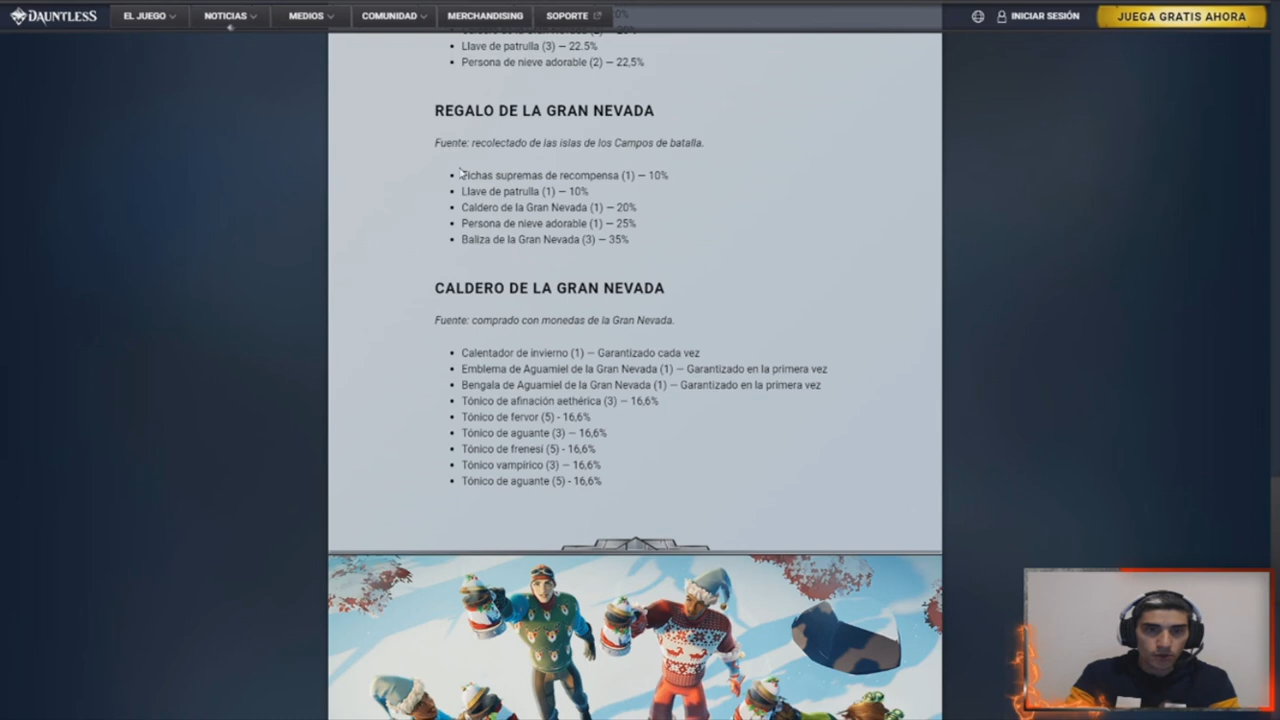 DAUNTLESS
EL JUEGO
NOTICIAS
MEDIOS
COMUNIDAD
MERCHANDISING
SOPORTE
INICIAR SESIÓN
JUEGA GRATIS AHORA
Llave de patrulla (3) — 22.5%
Persona de nieve adorable (2) — 22,5%
REGALO DE LA GRAN NEVADA
Fuente: recolectado de las islas de los Campos de batalla.
Fichas supremas de recompensa (1) — 10%
Llave de patrulla (1) — 10%
Caldero de la Gran Nevada (1) — 20%
Persona de nieve adorable (1) — 25%
Baliza de la Gran Nevada (3) — 35%
CALDERO DE LA GRAN NEVADA
Fuente: comprado con monedas de la Gran Nevada.
Calentador de invierno (1) — Garantizado cada vez
Emblema de Aguamiel de la Gran Nevada (1) — Garantizado en la primera vez
Bengala de Aguamiel de la Gran Nevada (1) — Garantizado en la primera vez
Tónico de afinación aethérica (3) — 16,6%
Tónico de fervor (5) - 16,6%
Tónico de aguante (3) — 16,6%
Tónico de frenesí (5) - 16,6%
Tónico vampírico (3) — 16,6%
Tónico de aguante (5) - 16,6%